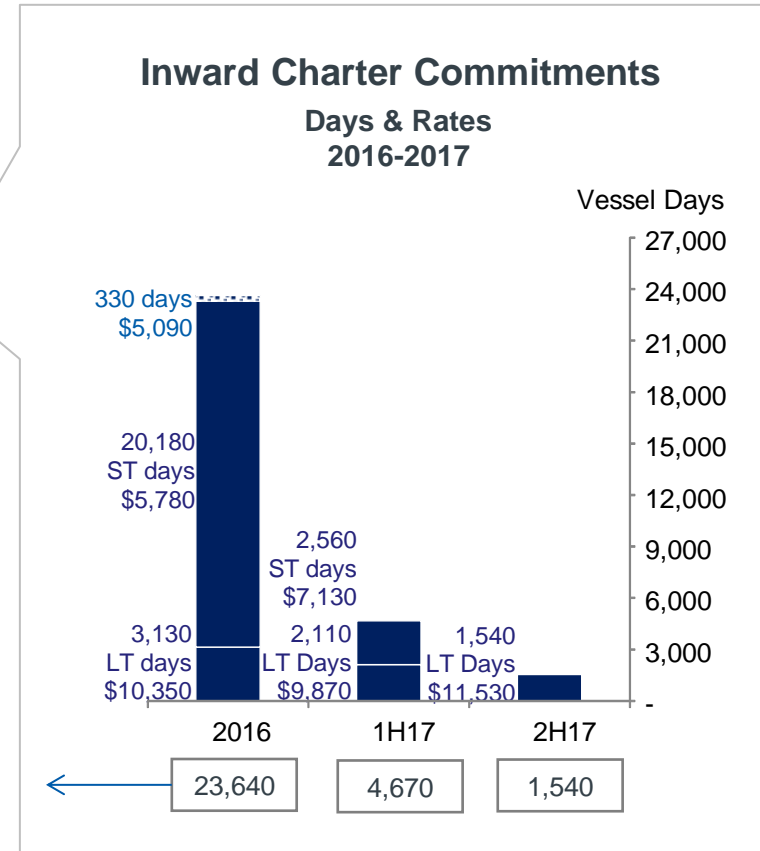 Inward Charter Commitments
Days & Rates
2016-2017
Vessel Days
27,000
24,000
21,000
18,000
15,000
12,000
9,000
6,000
3,000
-
330 days
$5,090
20,180
ST days
$5,780
3,130
LT days
$10,350
2,560
ST days
$7,130
2,110
LT Days
$9,870
1,540
LT Days
$11,530
2016
1H17
2H17
23,640
4,670
1,540